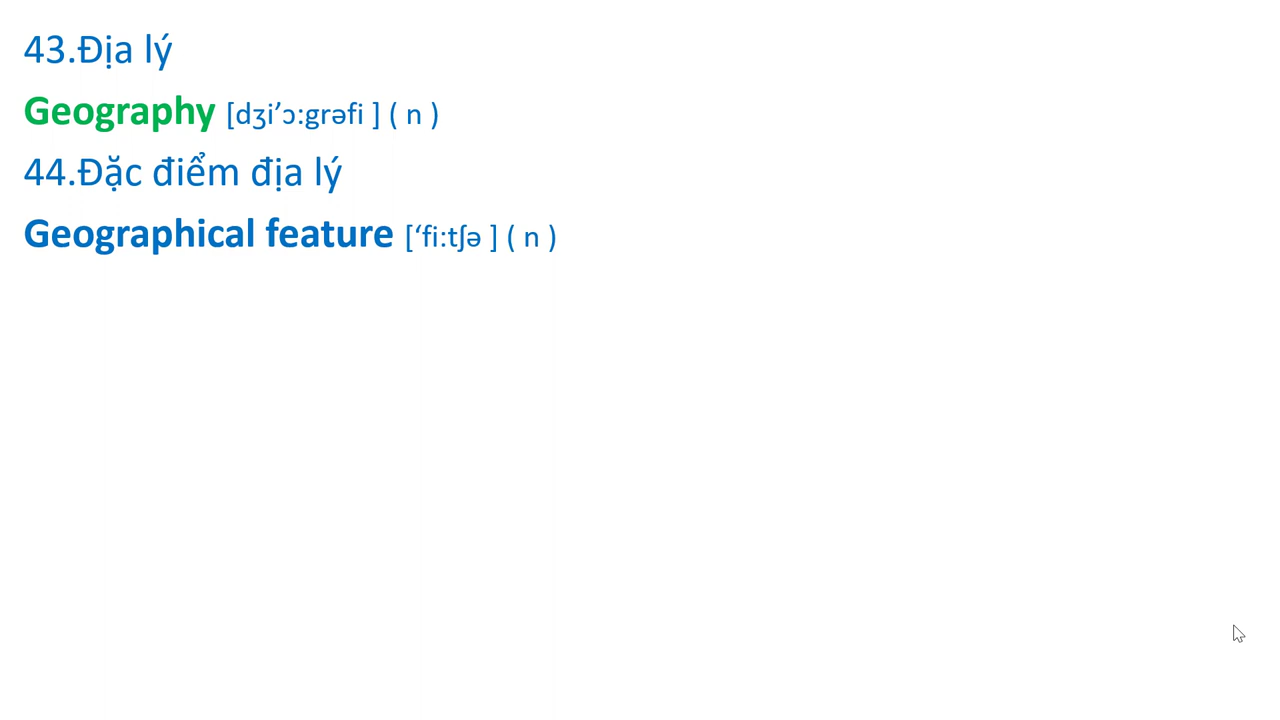 43.Địa lý
Geography [dʒi’ɔ:grəfi ] ( n )
44.Đặc điểm địa lý
Geographical feature [‘fi:tʃə ] ( n )